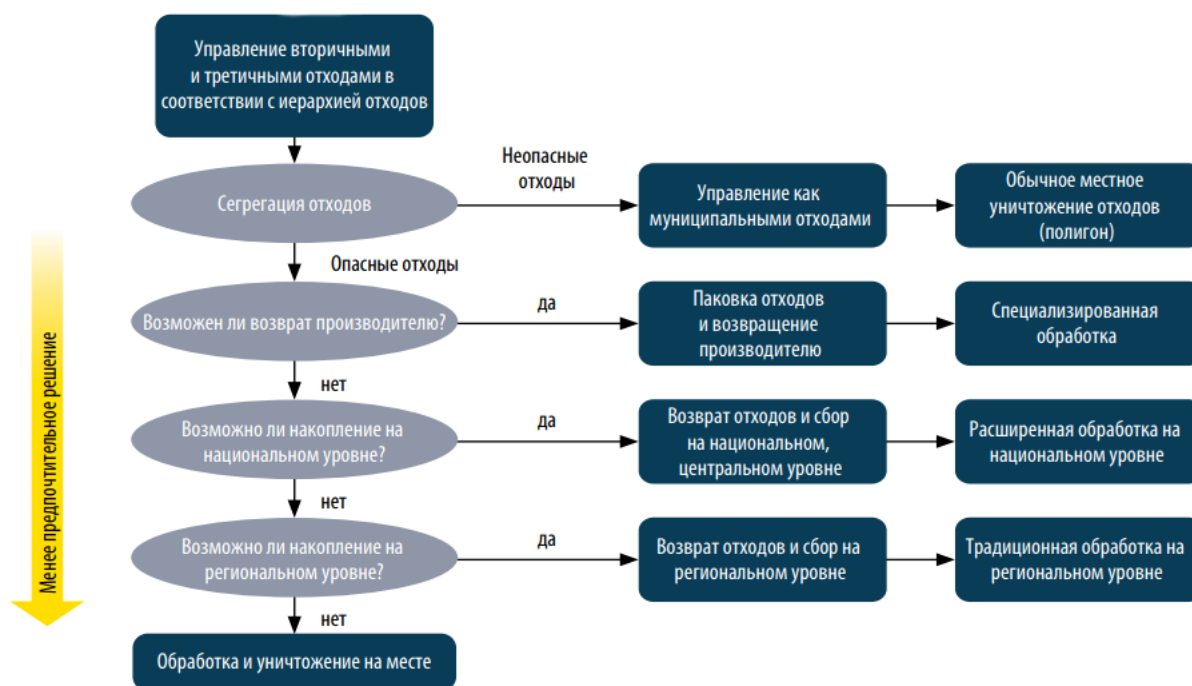 Управление вторичными
и третичными отходами в
соответствии с иерархией отходов
Сегрегация отходов
Неопасные
отходы
Управление как
муниципальными отходами
Обычное местное
уничтожение отходов
(полигон)
Опасные отходы
Возможен ли возврат производителю?
да
Паковка отходов
и возвращение
производителю
Специализированная
обработка
нет
Возможно ли накопление на
национальном уровне?
да
Возврат отходов и сбор
на национальном,
центральном уровне
Расширенная обработка на
национальном уровне
нет
Возможно ли накопление на
региональном уровне?
да
Возврат отходов и сбор на
региональном уровне
Традиционная обработка на
региональном уровне
нет
Обработка и уничтожение на месте
Менее предпочтительное решение